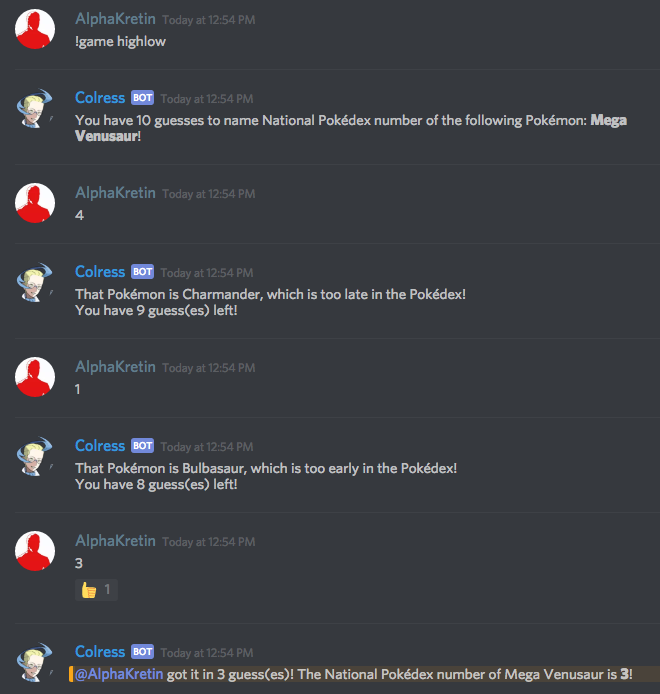 AlphaKretin Today at 12:54 PM
!game highlow
Colress BOT Today at 12:54 PM
You have 10 guesses to name National Pokédex number of the following Pokémon: Mega
Venusaur!
AlphaKretin Today at 12:54 PM
4
Colress BOT Today at 12:54 PM
That Pokémon is Charmander, which is too late in the Pokédex!
You have 9 guess(es) left!
AlphaKretin Today at 12:54 PM
1
Colress BOT Today at 12:54 PM
That Pokémon is Bulbasaur, which is too early in the Pokédex!
You have 8 guess(es) left!
AlphaKretin Today at 12:54 PM
3
👍 1
Colress BOT Today at 12:54 PM
@AlphaKretin got it in 3 guess(es)! The National Pokédex number of Mega Venusaur is 3!